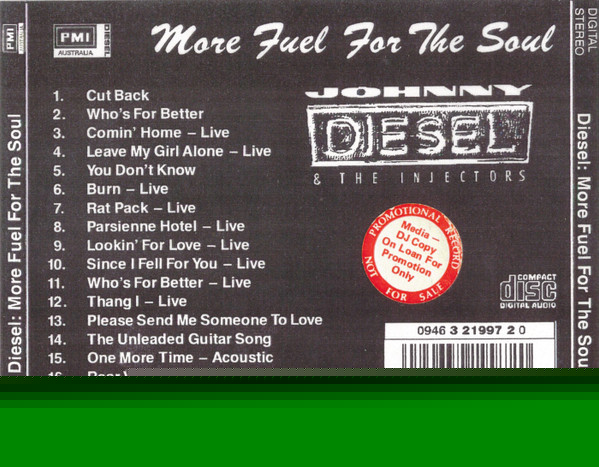 PMI
PMI
AUSTRALIA
DIESEL
More Fuel For The Soul
DIGITAL
STEREO
Diesel: More Fuel For The Soul
Diesel: More Fuel For The Sou
JOHNNY
DIESEL
& THE INJECTORS
1. Cut Back
2. Who's For Better
3. Comin' Home – Live
4. Leave My Girl Alone – Live
5. You Don't Know
6. Burn – Live
7. Rat Pack – Live
8. Parsienne Hotel – Live
9. Lookin' For Love – Live
10. Since I Fell For You – Live
11. Who's For Better – Live
12. Thang I – Live
13. Please Send Me Someone To Love
14. The Unleaded Guitar Song
15. One More Time – Acoustic
PROMOTIONAL RECORD
NOT FOR SALE
Media –
DJ Copy
On Loan For
Promotion
Only
COMPACT
disc
DIGITAL AUDIO
0946 3 21997 2 0